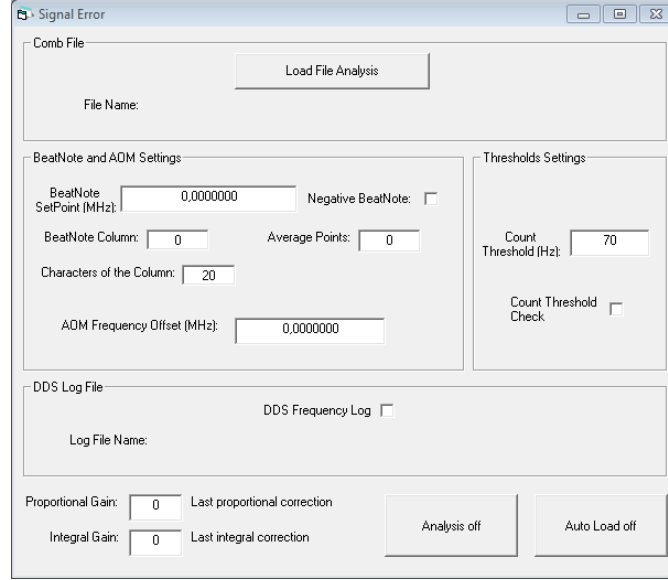 Signal Error
Comb File
Load File Analysis
File Name:
BeatNote and AOM Settings
BeatNote
SetPoint (MHz):
0,0000000
Negative BeatNote:
BeatNote Column:
0
Average Points:
0
Characters of the Column:
20
AOM Frequency Offset (MHz):
0,0000000
Thresholds Settings
Count
Threshold (Hz):
70
Count Threshold
Check
DDS Log File
DDS Frequency Log
Log File Name:
Proportional Gain:
0
Last proportional correction
Integral Gain:
0
Last integral correction
Analysis off
Auto Load off